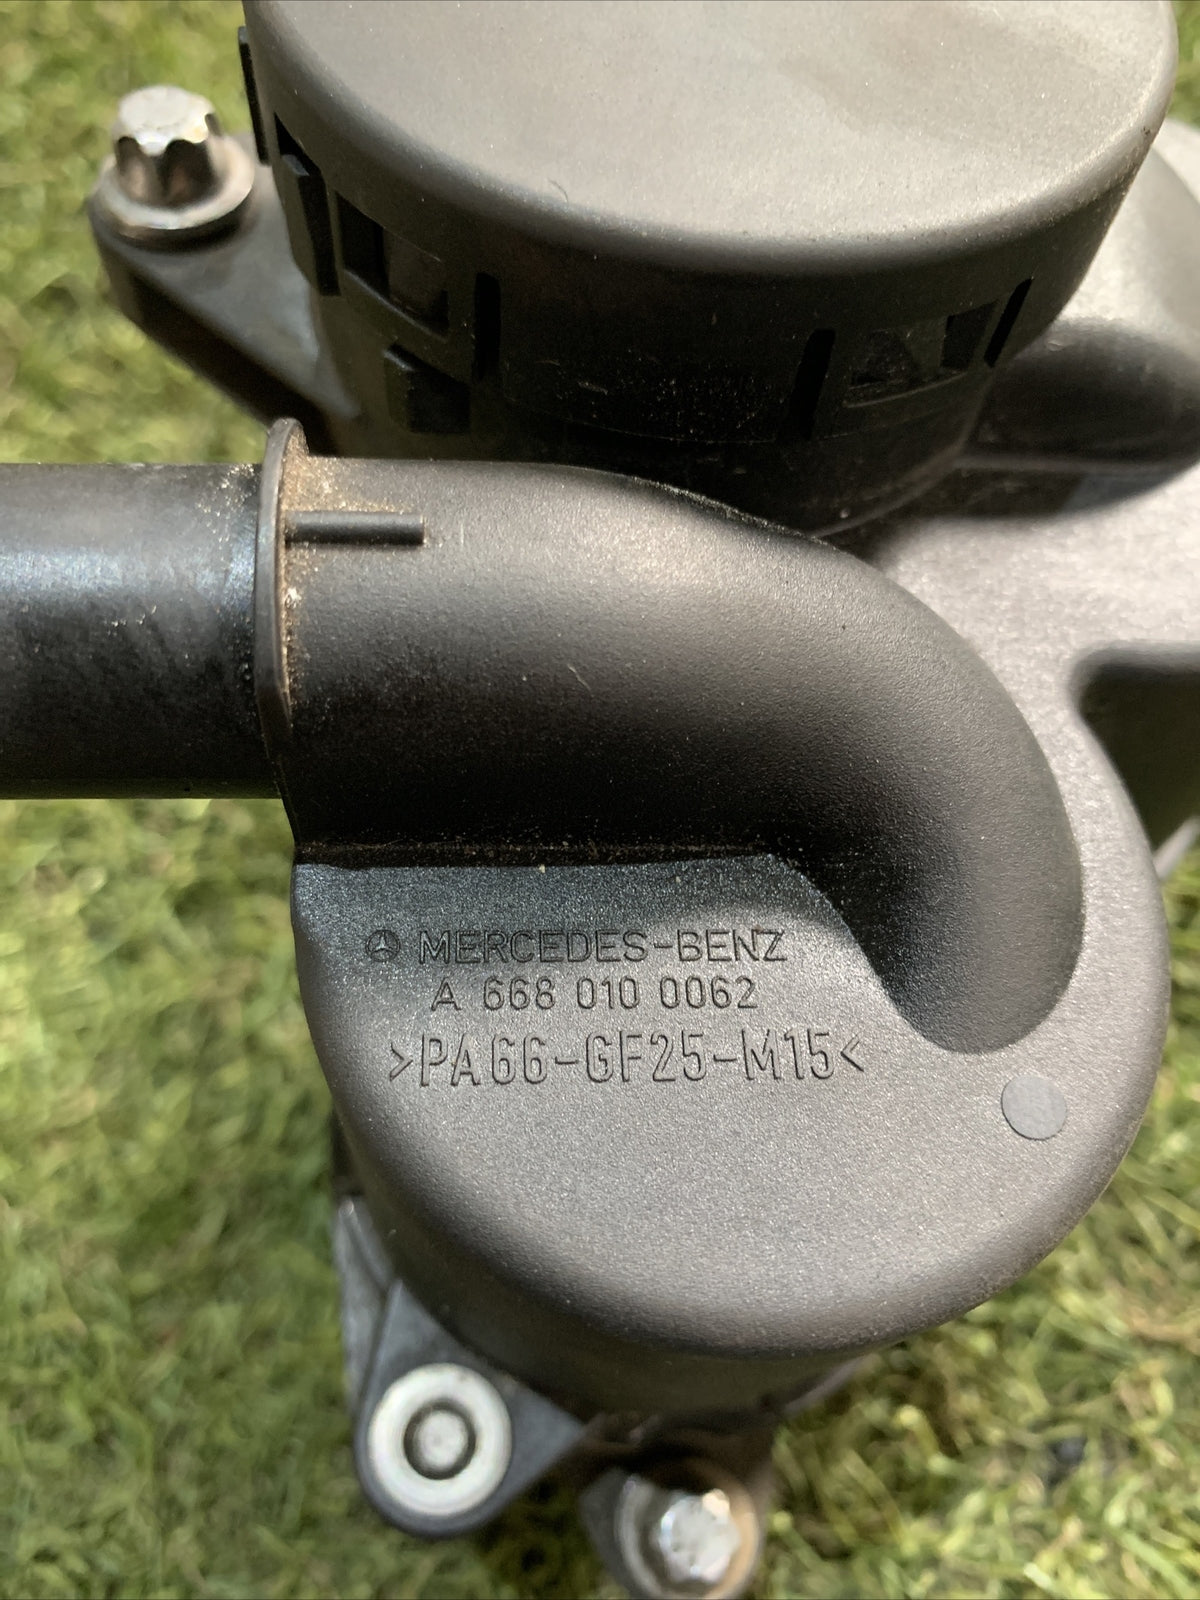 MERCEDES-BENZ
A 668 010 0062
>PA66-GF25-M15<